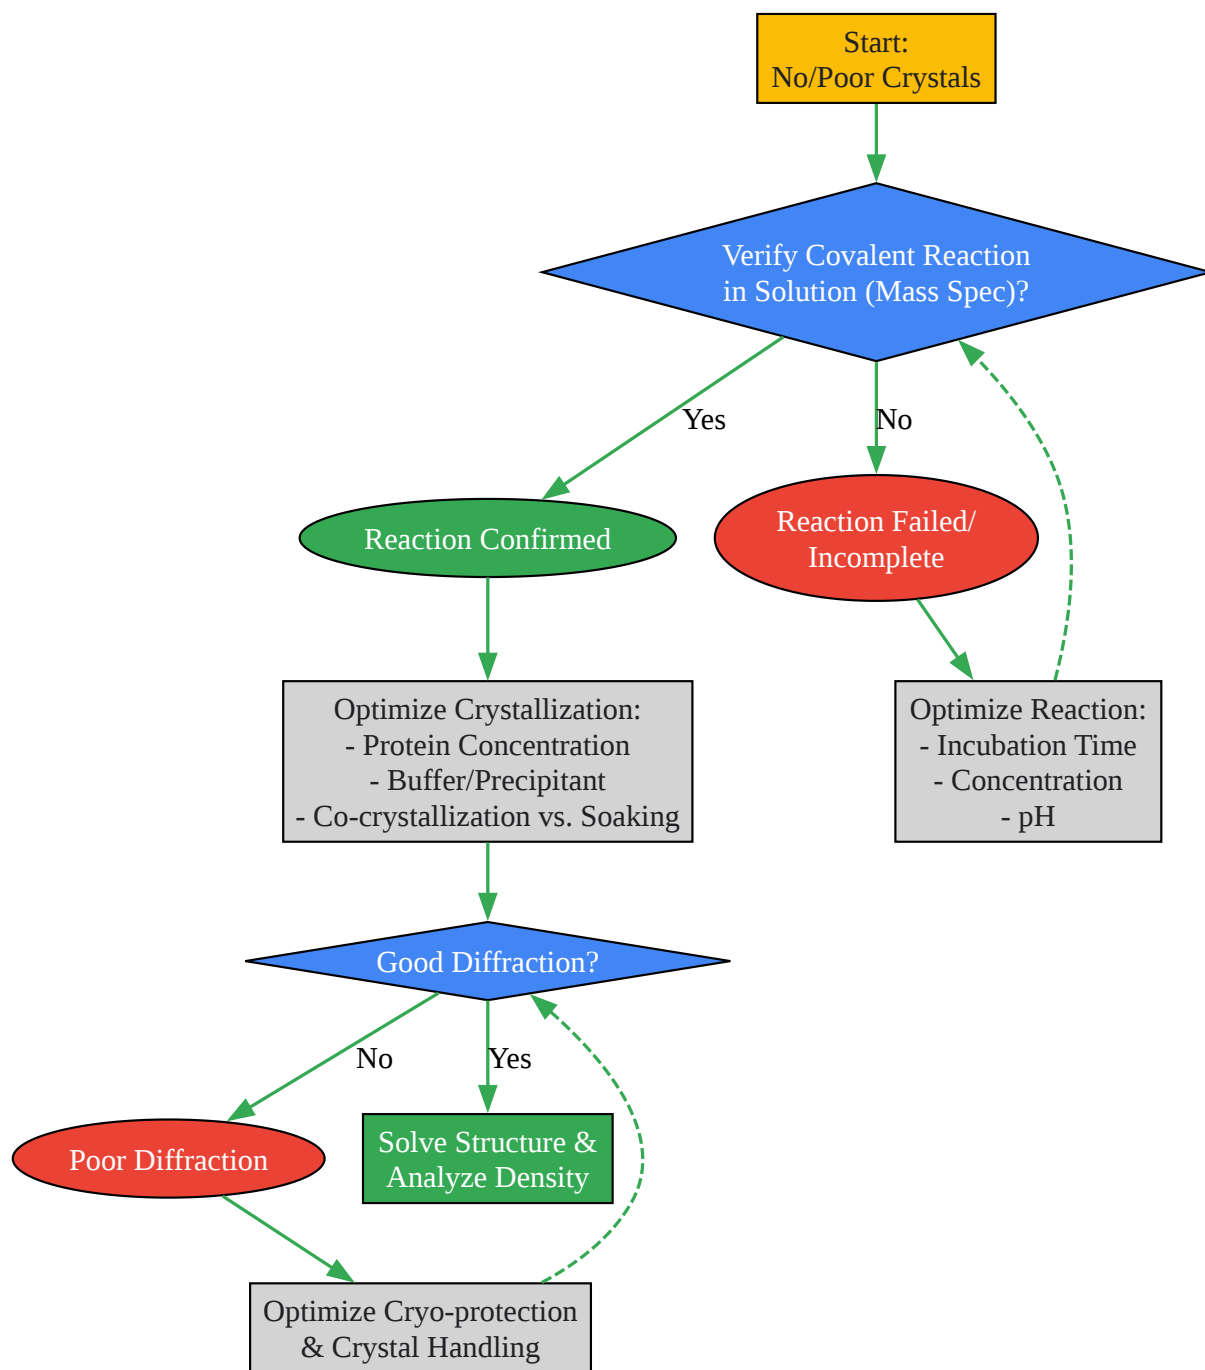 Start:
No/Poor Crystals
Verify Covalent Reaction
in Solution (Mass Spec)?
Yes
No
Reaction Confirmed
Reaction Failed/
Incomplete
Optimize Crystallization:
- Protein Concentration
- Buffer/Precipitant
- Co-crystallization vs. Soaking
Optimize Reaction:
- Incubation Time
- Concentration
- pH
Good Diffraction?
No
Yes
Poor Diffraction
Solve Structure &
Analyze Density
Optimize Cryo-protection
& Crystal Handling